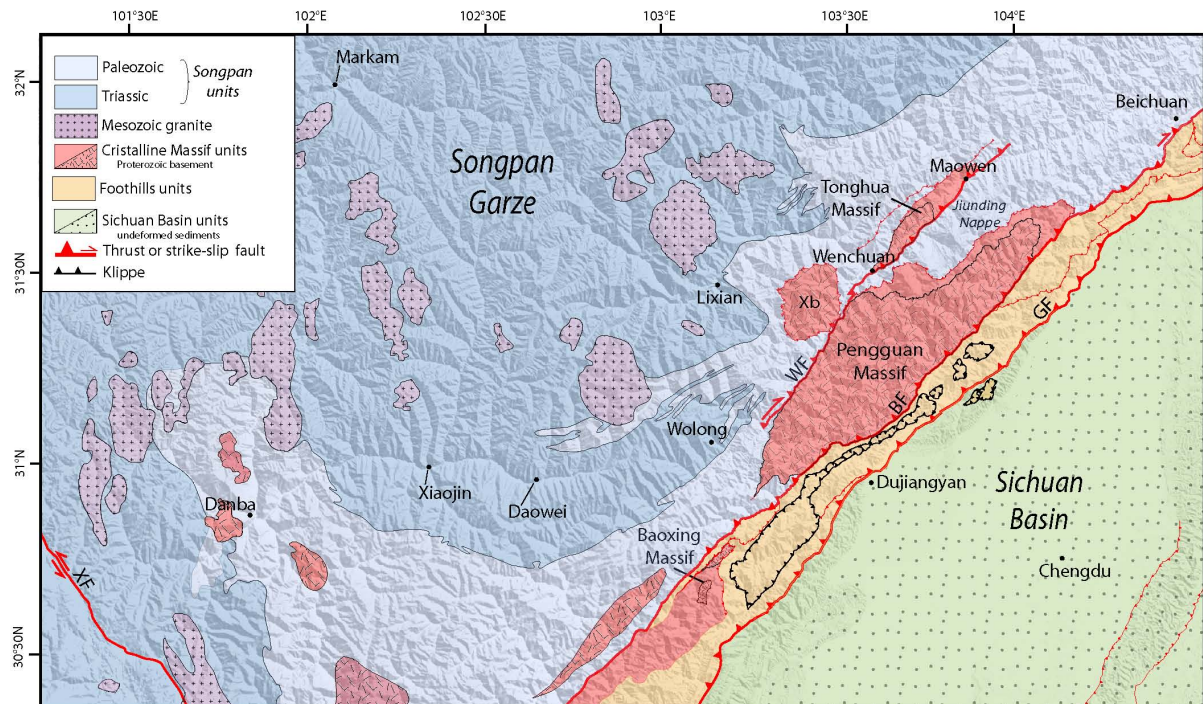 101°30
102°E
102°30
103°
103°30
104°
32°N
31°30N
31°N
30°30N
Paleozoic
Triassic
Songpan
units
Mesozoic granite
Cristalline Massif units
Proterozoic basement
Foothills units
Sichuan Basin units
undeformed sediments
Thrust or strike-slip fault
Klippe
Markam
Songpan
Garze
Beichuan
Maowen
Tonghua
Massif
Jiunding
Nappe
Wenchuan
Lixian
Xb
GF
Pengguan
Massif
WF
BF
Wolong
Xiaojin
Daowei
Danba
Dujiangyan
Sichuan
Basin
Baoxing
Massif
Chengdu
XF